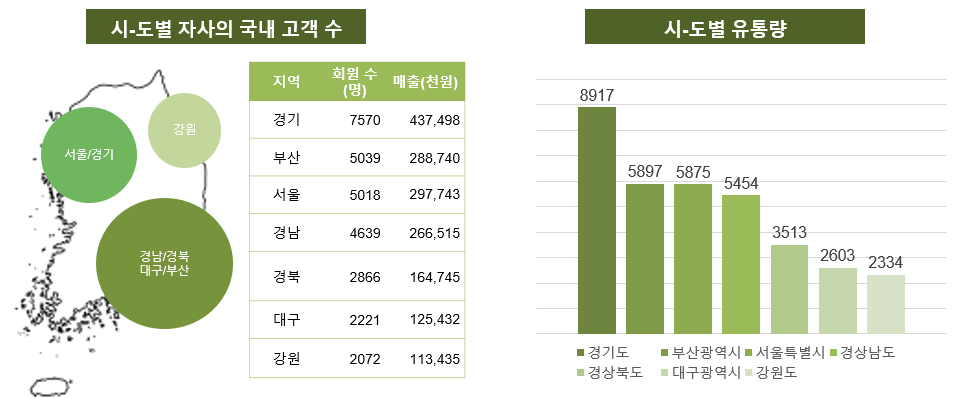 시-도별 자사의 국내 고객 수
서울/경기
강원
경남/경북
대구/부산
지역 회원 수 (명) 매출(천원)
경기 7570 437,498
부산 5039 288,740
서울 5018 297,743
경남 4639 266,515
경북 2866 164,745
대구 2221 125,432
강원 2072 113,435
시-도별 유통량
8917
5897
5875
5454
3513
2603
2334
경기도 부산광역시 서울특별시 경상남도
경상북도 대구광역시 강원도